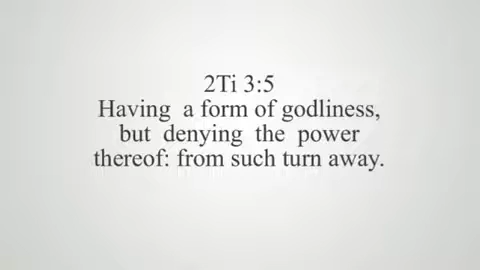 2Ti 3:5
Having a form of godliness,
but denying the power
thereof: from such turn away.